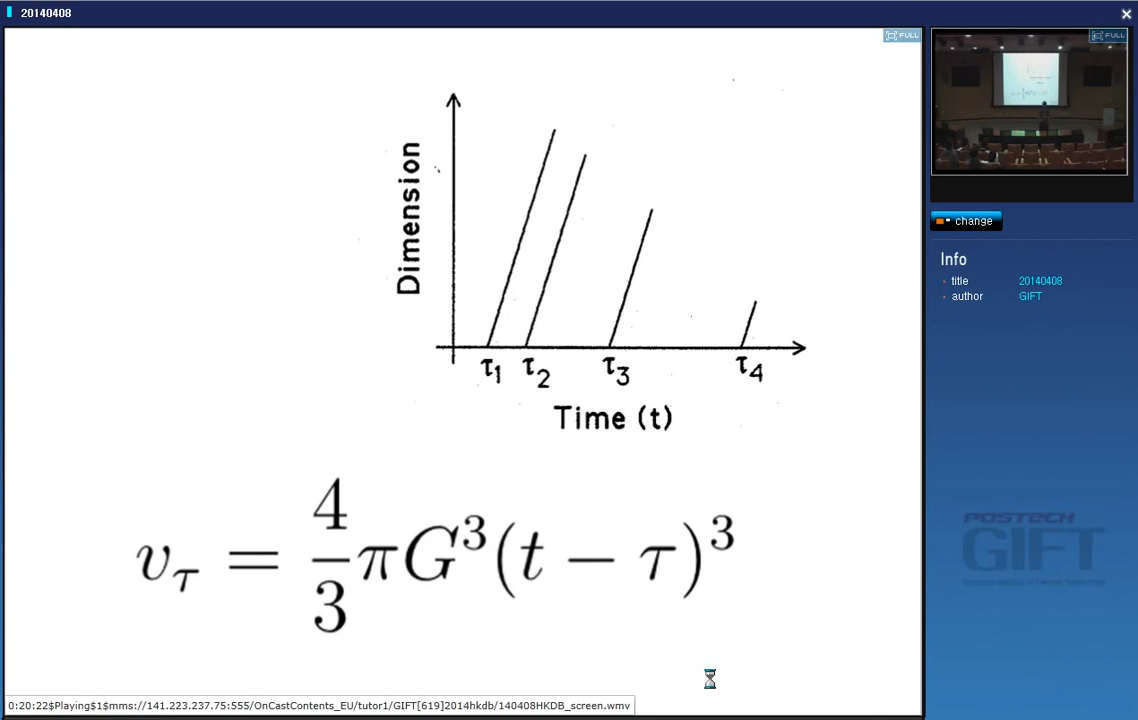 20140408
FULL
FULL
Dimension
τ1 τ2 τ3 τ4
Time (t)
vτ = 4/3 πG³(t − τ)³
change
Info
title 20140408
author GIFT
POSTECH
GIFT
0:20:22$Playing$1$mms://141.223.237.75:555/OnCastContents_EU/tutor1/GIFT[619]2014hkdb/140408HKDB_screen.wmv